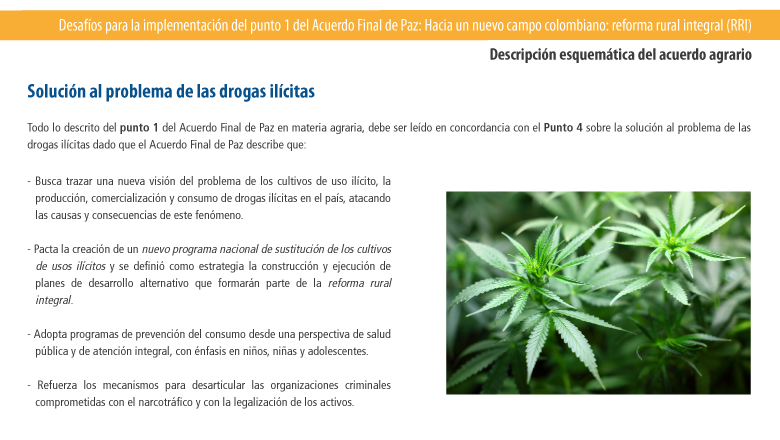 Desafíos para la implementación del punto 1 del Acuerdo Final de Paz: Hacia un nuevo campo colombiano: reforma rural integral (RRI)
Descripción esquemática del acuerdo agrario
Solución al problema de las drogas ilícitas
Todo lo descrito del punto 1 del Acuerdo Final de Paz en materia agraria, debe ser leído en concordancia con el Punto 4 sobre la solución al problema de las
drogas ilícitas dado que el Acuerdo Final de Paz describe que:
- Busca trazar una nueva visión del problema de los cultivos de uso ilícito, la
producción, comercialización y consumo de drogas ilícitas en el país, atacando
las causas y consecuencias de este fenómeno.
- Pacta la creación de un nuevo programa nacional de sustitución de los cultivos
de usos ilícitos y se definió como estrategia la construcción y ejecución de
planes de desarrollo alternativo que formarán parte de la reforma rural
integral.
- Adopta programas de prevención del consumo desde una perspectiva de salud
pública y de atención integral, con énfasis en niños, niñas y adolescentes.
- Refuerza los mecanismos para desarticular las organizaciones criminales
comprometidas con el narcotráfico y con la legalización de los activos.